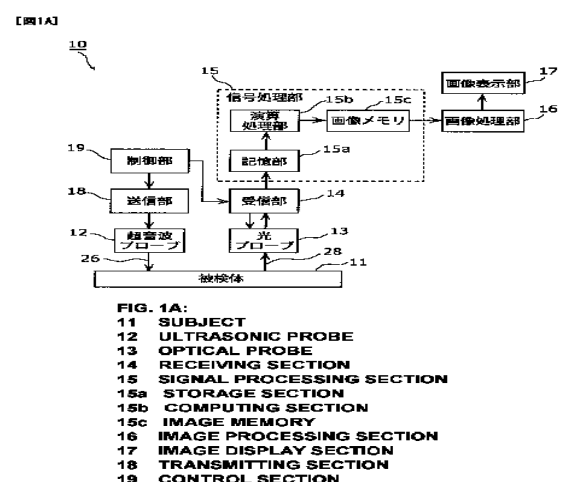 [図1A]
10
15
17
信号処理部
15b
15c
画像表示部
演算
処理部
画像メモリ
画像処理部
16
19
制御部
記憶部
15a
18
送信部
受信部
14
12
超音波
プローブ
光
プローブ
13
26
28
11
被検体
FIG. 1A:
11 SUBJECT
12 ULTRASONIC PROBE
13 OPTICAL PROBE
14 RECEIVING SECTION
15 SIGNAL PROCESSING SECTION
15a STORAGE SECTION
15b COMPUTING SECTION
15c IMAGE MEMORY
16 IMAGE PROCESSING SECTION
17 IMAGE DISPLAY SECTION
18 TRANSMITTING SECTION
19 CONTROL SECTION